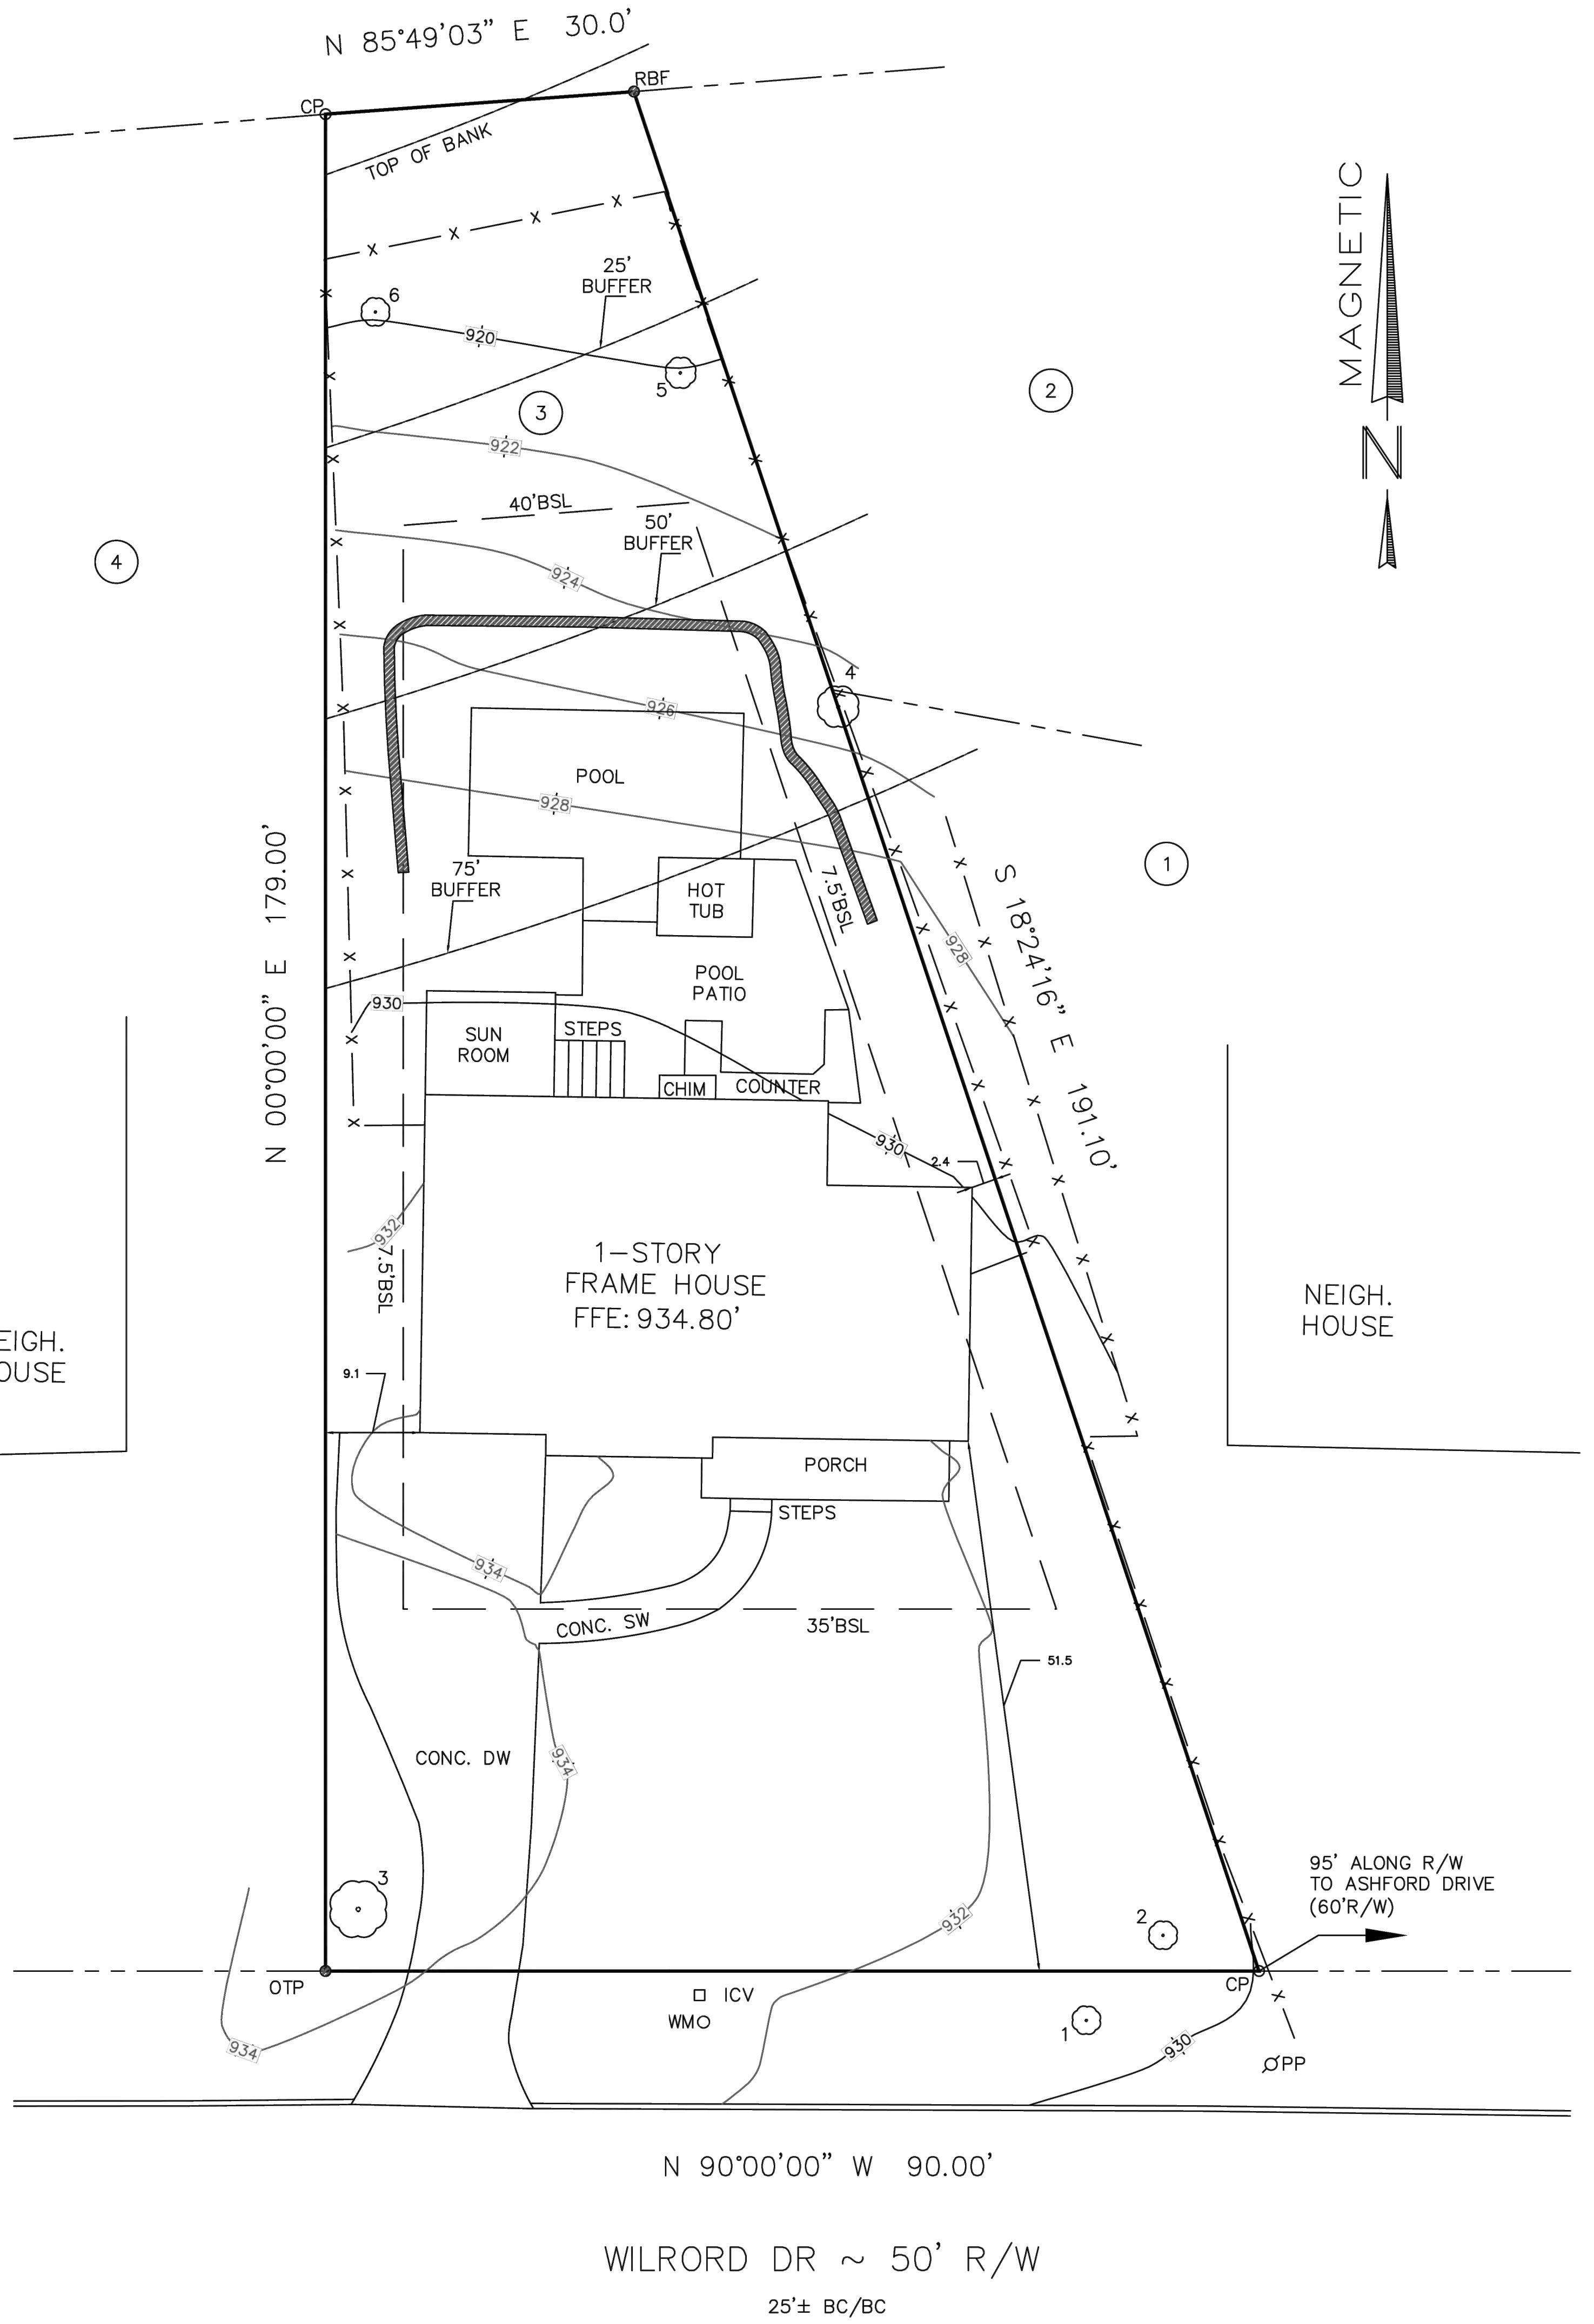 N 85°49'03" E 30.0'
RBF
CP
TOP OF BANK
MAGNETIC
N
25'
BUFFER
6
920
5
3
2
922
40'BSL
50'
BUFFER
4
924
4
926
POOL
928
75'
BUFFER
HOT
TUB
7.5'BSL
1
928
S 18°24'16" E 191.10'
N 00°00'00" E 179.00'
POOL
PATIO
930
SUN
ROOM
STEPS
CHIM
COUNTER
930
2.4
932
7.5'BSL
1-STORY
FRAME HOUSE
FFE: 934.80'
NEIGH.
HOUSE
EIGH.
OUSE
9.1
PORCH
STEPS
934
CONC. SW
35'BSL
51.5
CONC. DW
934
3
2
932
95' ALONG R/W
TO ASHFORD DRIVE
(60'R/W)
OTP
CP
ICV
WM
1
930
934
PP
N 90°00'00" W 90.00'
WILRORD DR ~ 50' R/W
25'± BC/BC